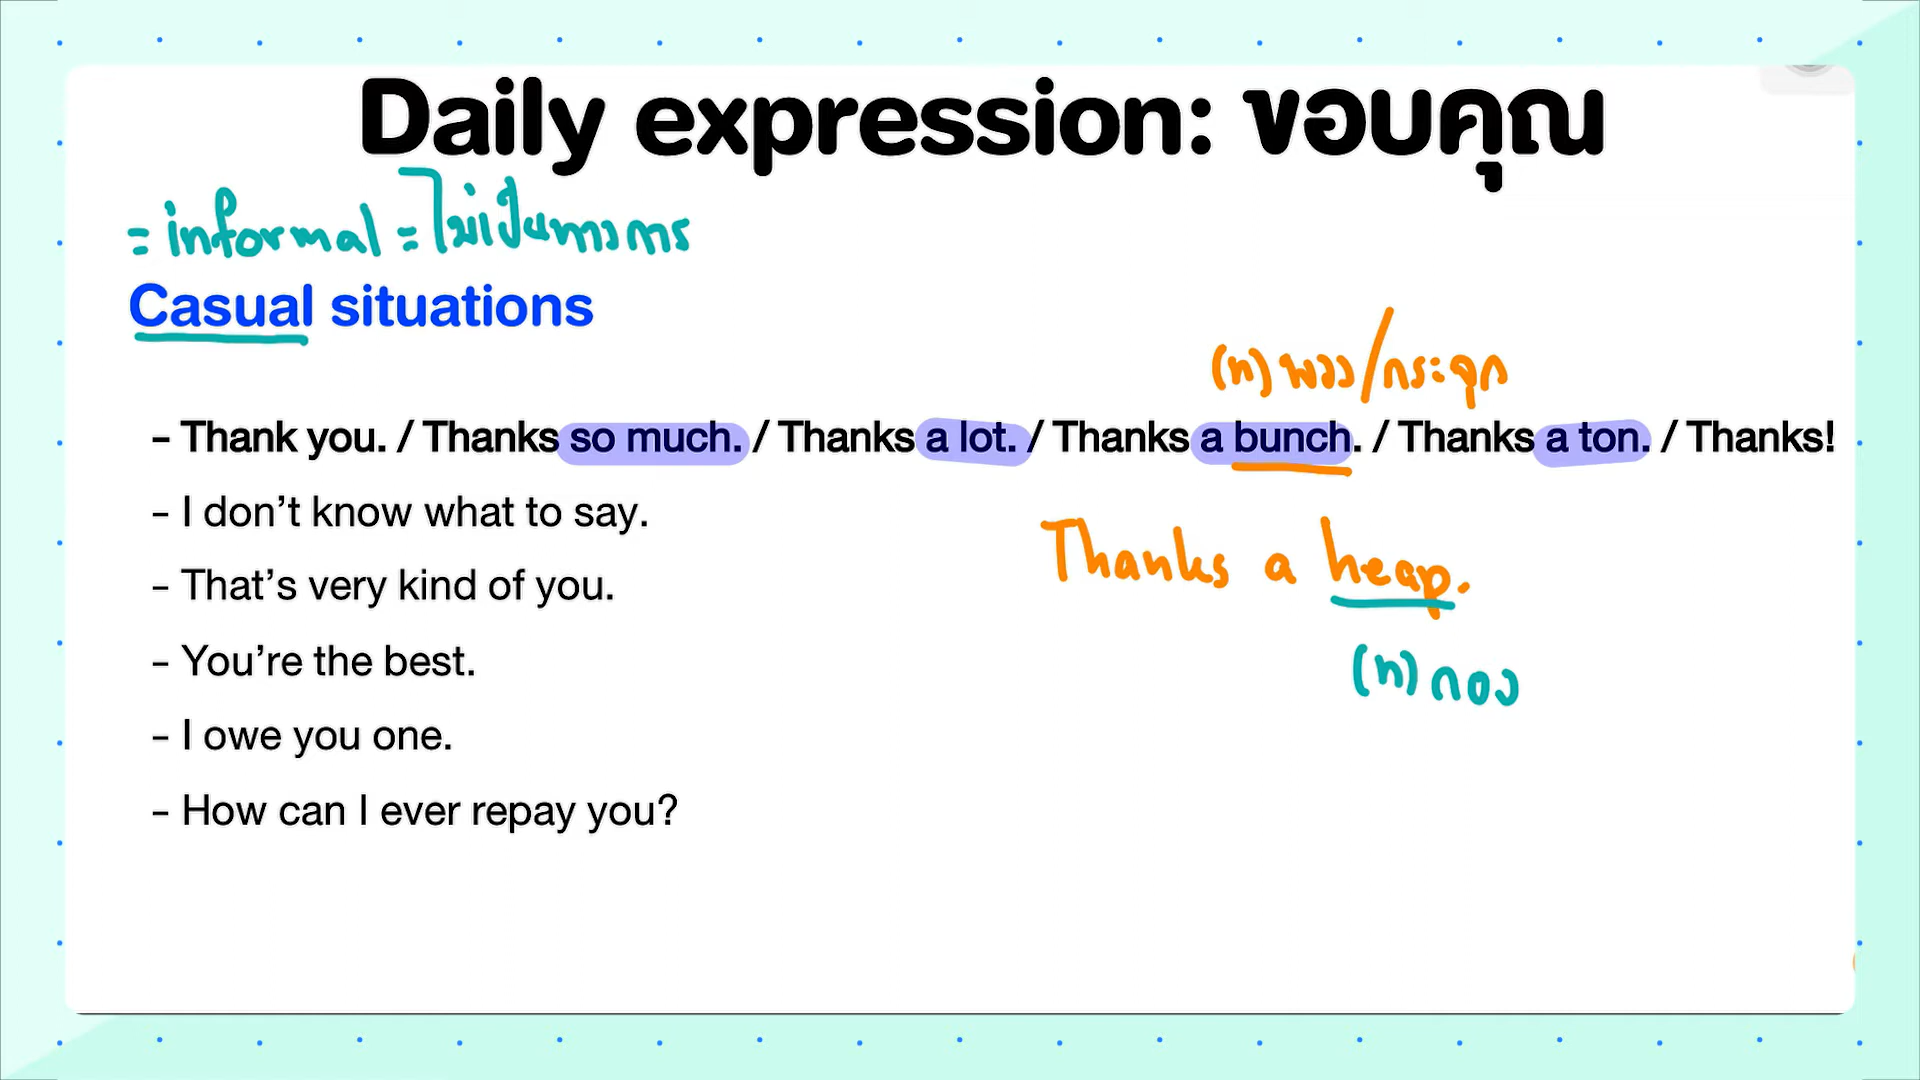 Daily expression: ขอบคุณ
= informal = ไม่เป็นทางการ
Casual situations
(n) พวง/กระจุก
- Thank you. / Thanks so much. / Thanks a lot. / Thanks a bunch. / Thanks a ton. / Thanks!
- I don’t know what to say.
Thanks a heap.
- That’s very kind of you.
- You’re the best.
(n) กอง
- I owe you one.
- How can I ever repay you?